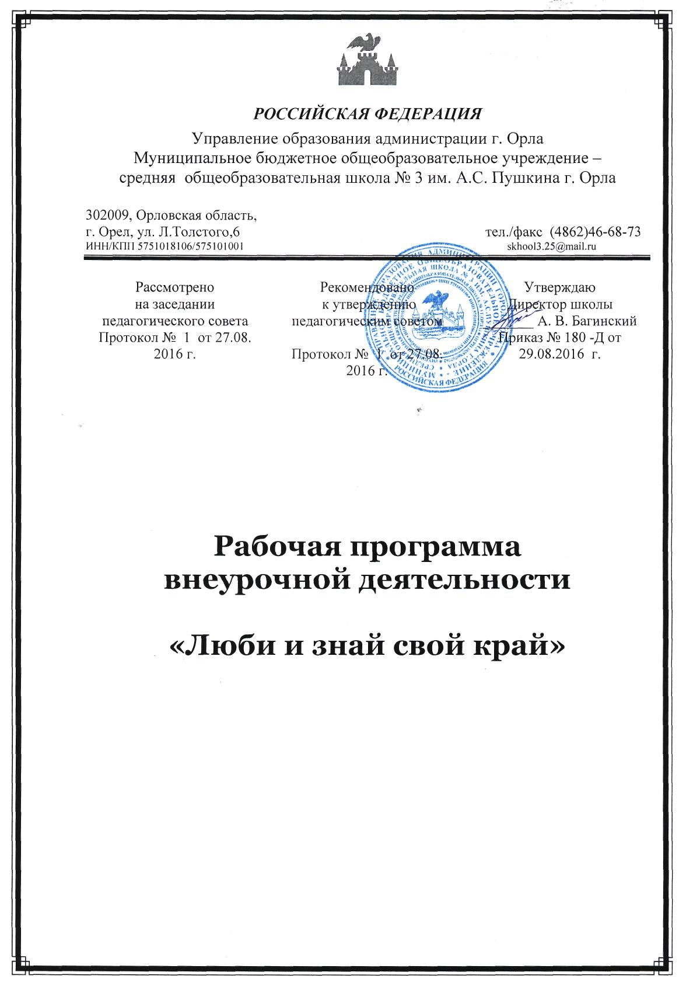 РОССИЙСКАЯ ФЕДЕРАЦИЯ
Управление образования администрации г. Орла
Муниципальное бюджетное общеобразовательное учреждение –
средняя общеобразовательная школа № 3 им. А.С. Пушкина г. Орла
302009, Орловская область,
г. Орел, ул. Л.Толстого,6
тел./факс (4862)46-68-73
ИНН/КПП 5751018106/575101001
skhool3.25@mail.ru
Рассмотрено
на заседании
педагогического совета
Протокол № 1 от 27.08.
2016 г.
Рекомендовано
к утверждению
педагогическим советом
Протокол № 1 от 27.08.
2016 г.
Утверждаю
Директор школы
А. В. Багинский
Приказ № 180 -Д от
29.08.2016 г.
РОССИЙСКАЯ ФЕДЕРАЦИЯ
Рабочая программа
внеурочной деятельности
«Люби и знай свой край»